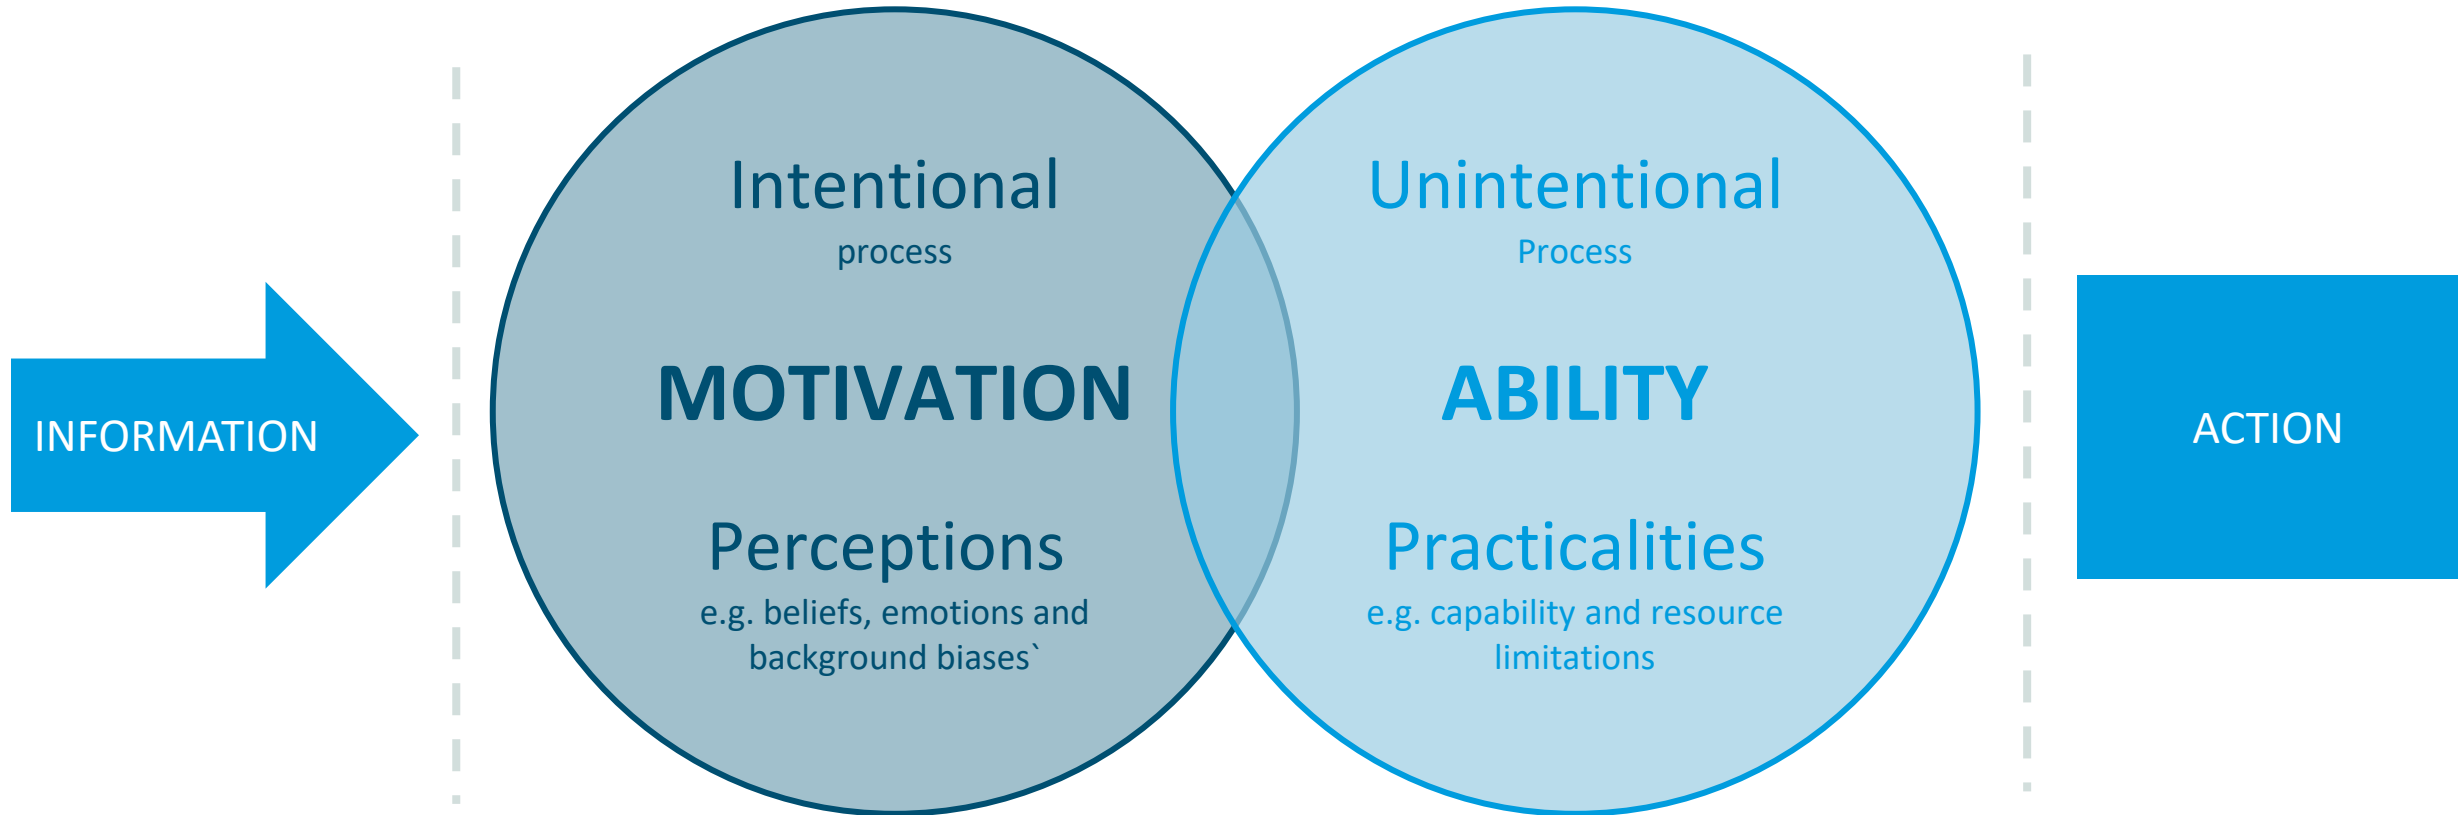 INFORMATION
Intentional
process
MOTIVATION
Perceptions
e.g. beliefs, emotions and
background biases`
Unintentional
Process
ABILITY
Practicalities
e.g. capability and resource
limitations
ACTION